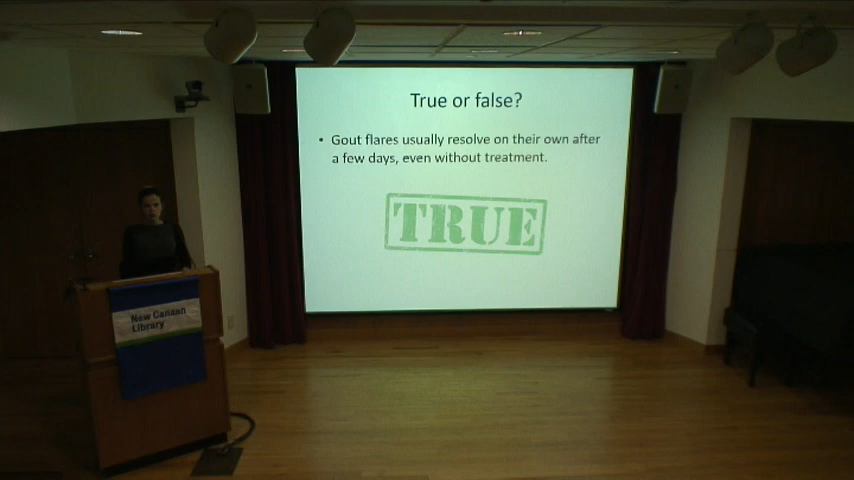 True or false?
• Gout flares usually resolve on their own after
a few days, even without treatment.
TRUE
New Canaan
Library